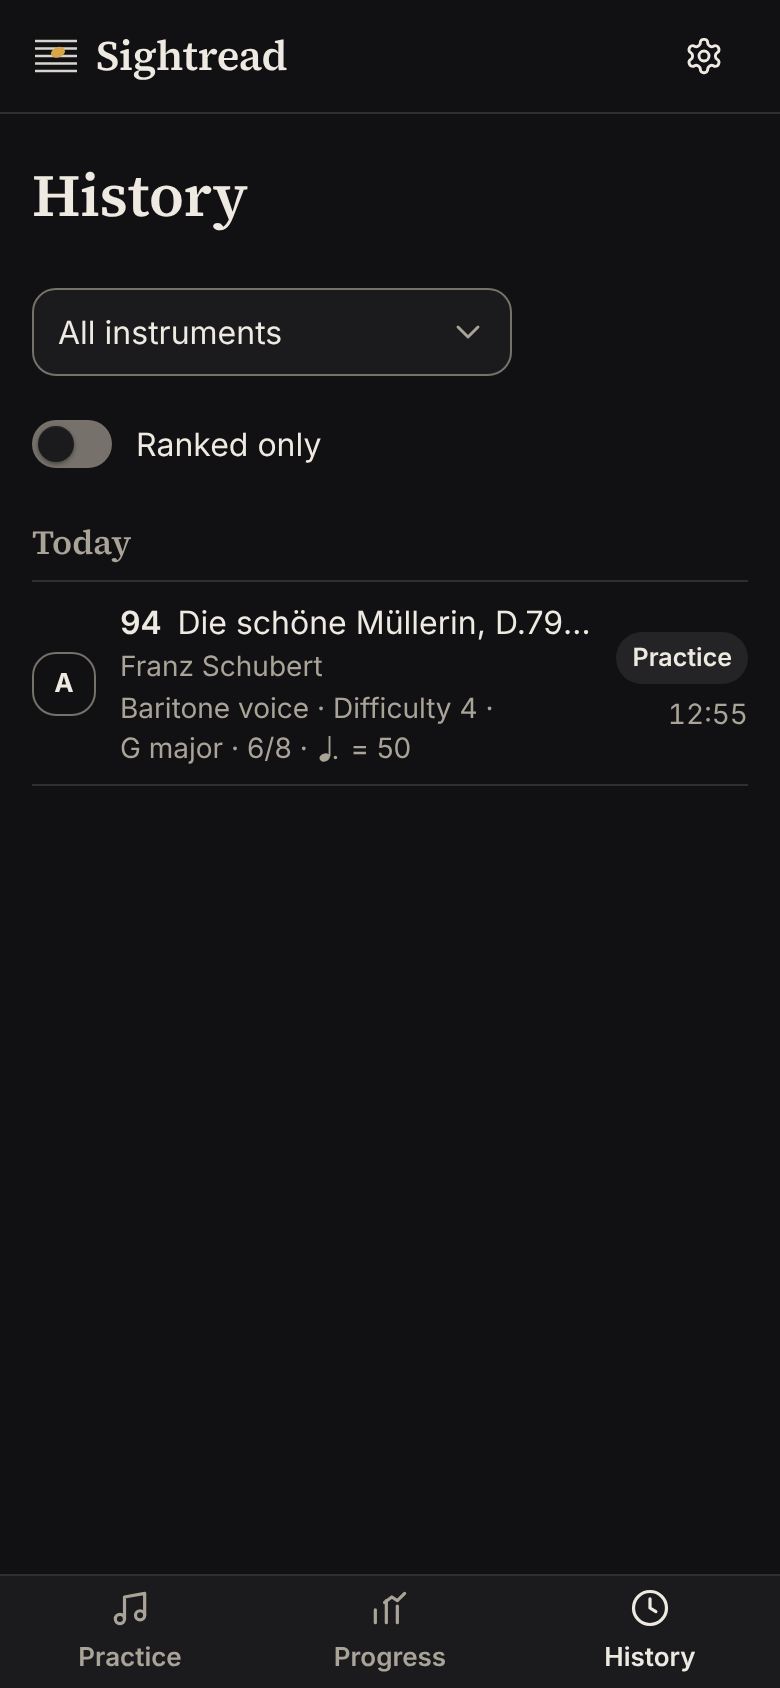 Sightread
History
All instruments
Ranked only
Today
A
94 Die schöne Müllerin, D.79...
Franz Schubert
Baritone voice · Difficulty 4 ·
G major · 6/8 · ♩. = 50
Practice
12:55
Practice
Progress
History